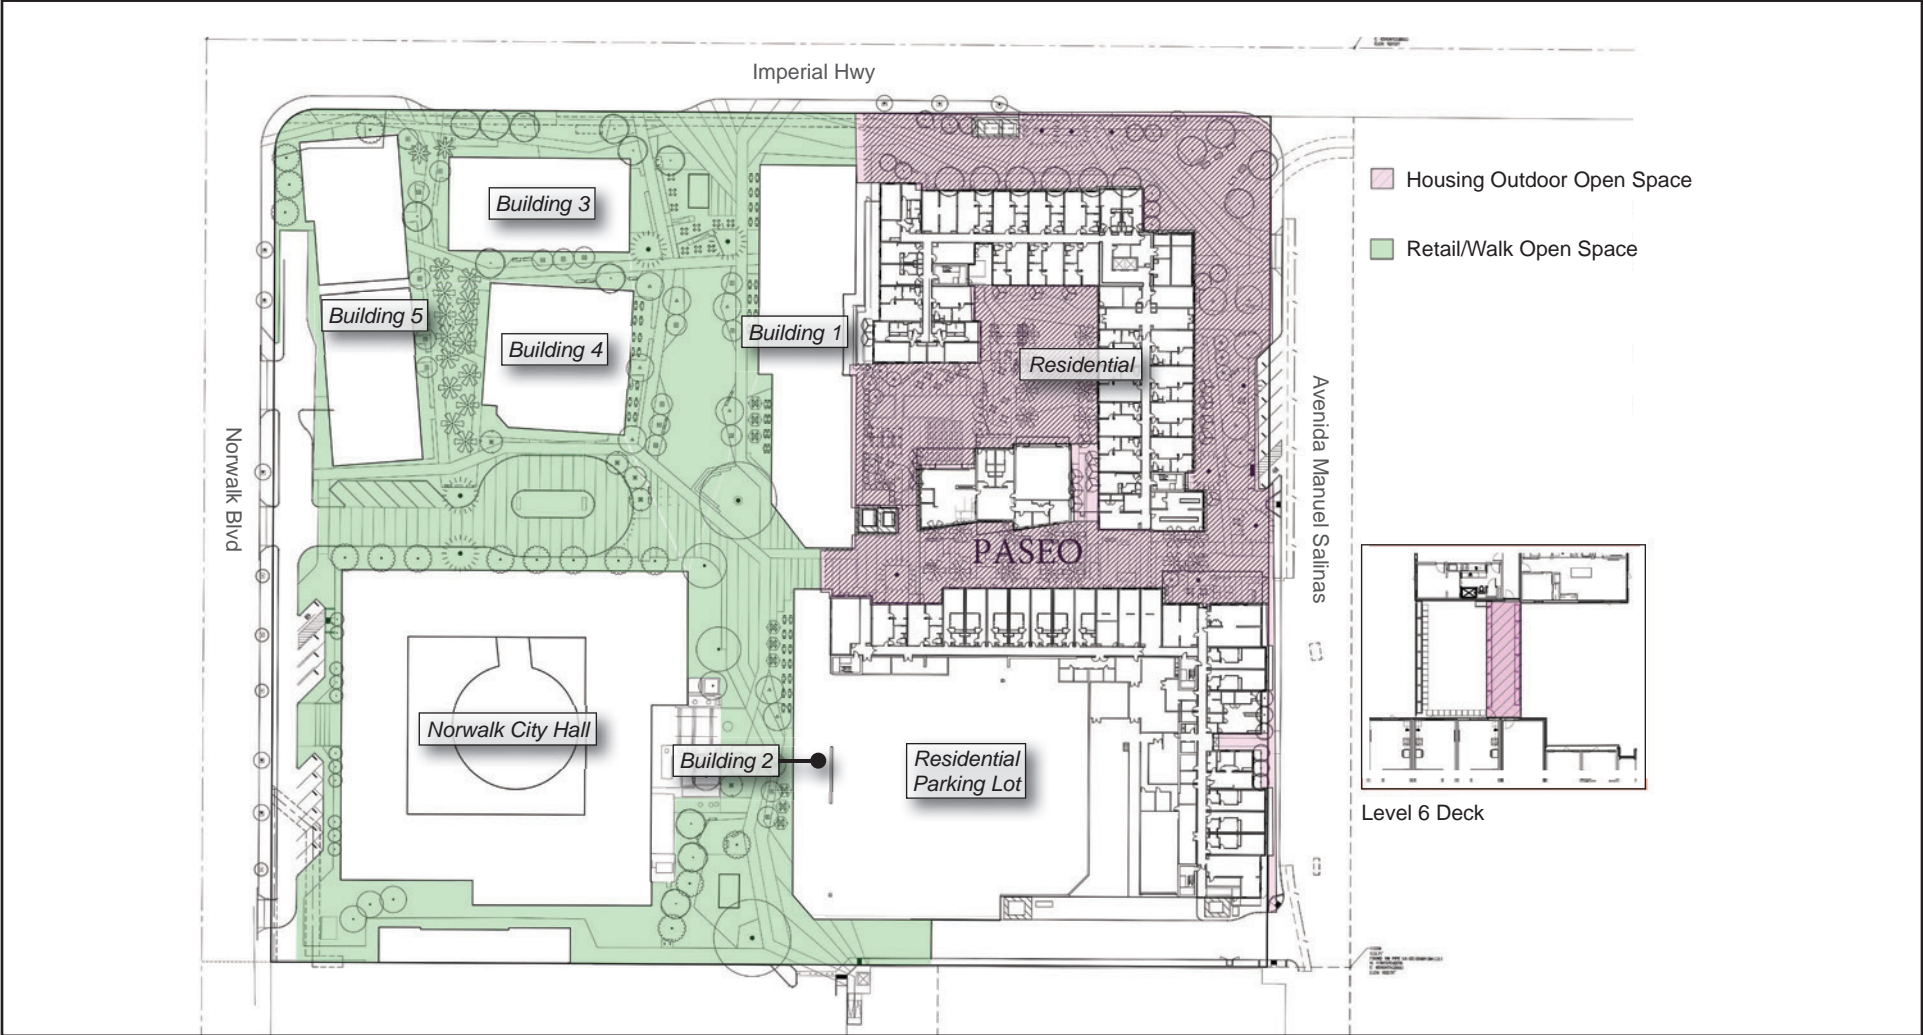 Imperial Hwy
Housing Outdoor Open Space
Retail/Walk Open Space
Building 3
Building 5
Building 4
Building 1
Residential
Norwalk Blvd
Avenida Manuel Salinas
PASEO
Norwalk City Hall
Building 2
Residential
Parking Lot
Level 6 Deck